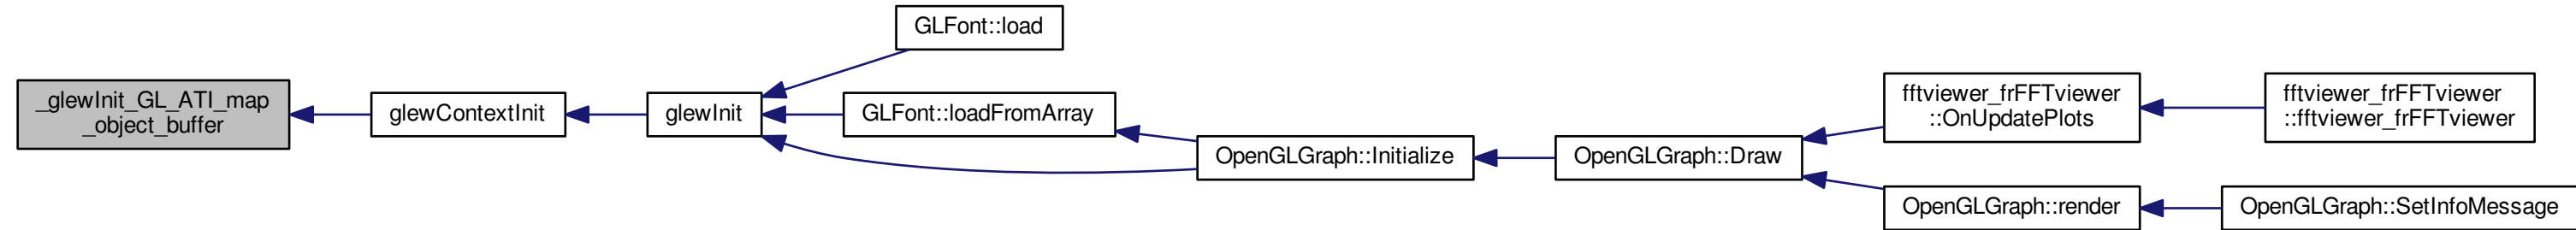 GLFont::load
_glewInit_GL_ATI_map
_object_buffer
glewContextInit
glewInit
GLFont::loadFromArray
OpenGLGraph::Initialize
OpenGLGraph::Draw
fftviewer_frFFTviewer
::OnUpdatePlots
fftviewer_frFFTviewer
::fftviewer_frFFTviewer
OpenGLGraph::render
OpenGLGraph::SetInfoMessage